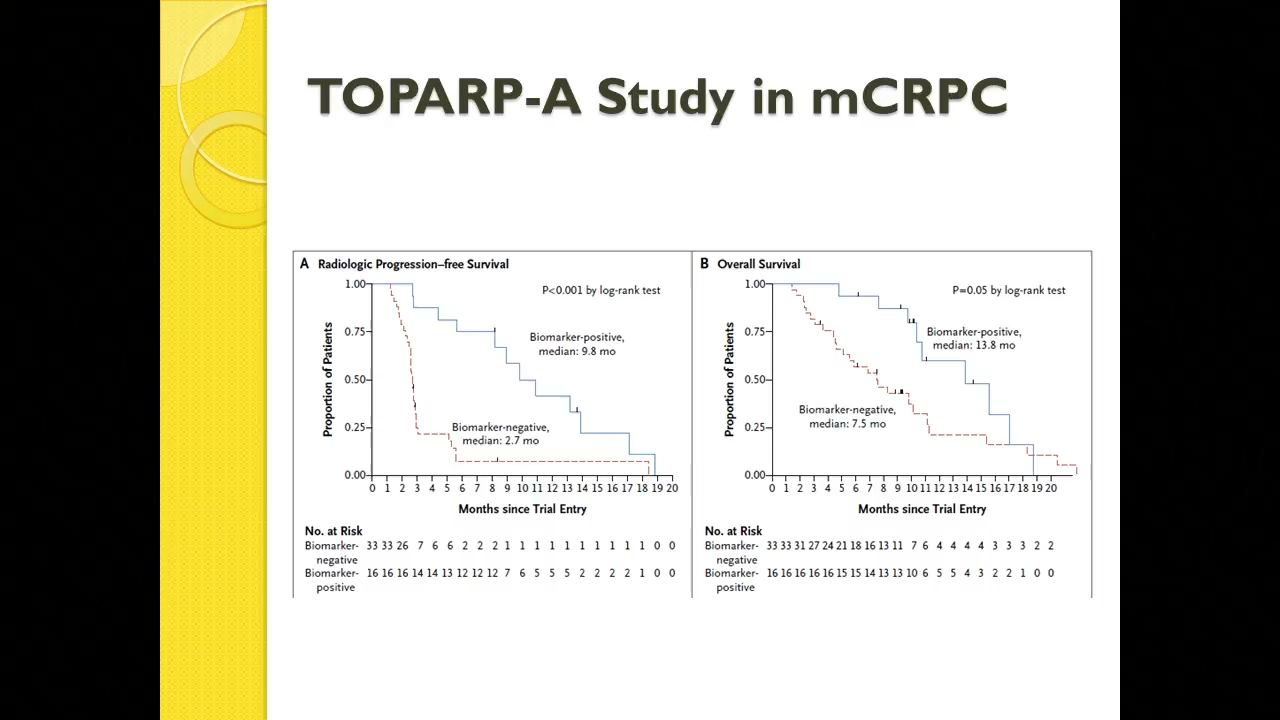 TOPARP-A Study in mCRPC
A Radiologic Progression–free Survival
P<0.001 by log-rank test
Proportion of Patients
1.00
0.75
0.50
0.25
0.00
Biomarker-positive,
median: 9.8 mo
Biomarker-negative,
median: 2.7 mo
0 1 2 3 4 5 6 7 8 9 10 11 12 13 14 15 16 17 18 19 20
Months since Trial Entry
No. at Risk
Biomarker-
negative
33 33 26 7 6 6 2 2 2 1 1 1 1 1 1 1 1 1 1 0 0
Biomarker-
positive
16 16 16 14 14 13 12 12 12 7 6 5 5 5 2 2 2 2 1 0 0
B Overall Survival
P=0.05 by log-rank test
Proportion of Patients
1.00
0.75
0.50
0.25
0.00
Biomarker-positive,
median: 13.8 mo
Biomarker-negative,
median: 7.5 mo
0 1 2 3 4 5 6 7 8 9 10 11 12 13 14 15 16 17 18 19 20
Months since Trial Entry
No. at Risk
Biomarker-
negative
33 33 31 27 24 21 18 16 13 11 7 6 4 4 4 4 3 3 3 2 2
Biomarker-
positive
16 16 16 16 16 15 15 14 13 13 10 6 5 5 4 3 2 2 1 0 0